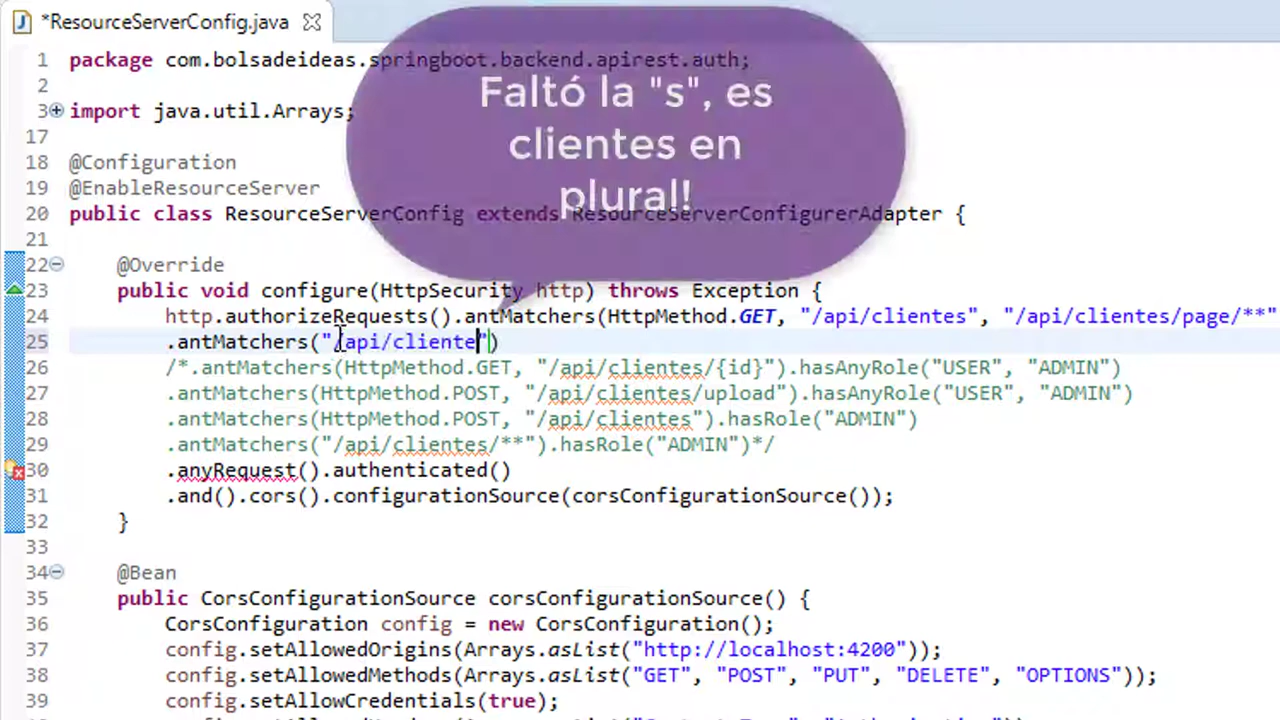 *ResourceServerConfig.java
Faltó la "s", es
clientes en
plural!
1 package com.bolsadeideas.springboot.backend.apirest.auth;
2
3 import java.util.Arrays;
17
18 @Configuration
19 @EnableResourceServer
20 public class ResourceServerConfig extends ResourceServerConfigurerAdapter {
21
22 @Override
23 public void configure(HttpSecurity http) throws Exception {
24 http.authorizeRequests().antMatchers(HttpMethod.GET, "/api/clientes", "/api/clientes/page/**"
25 .antMatchers("/api/cliente")
26 /*.antMatchers(HttpMethod.GET, "/api/clientes/{id}").hasAnyRole("USER", "ADMIN")
27 .antMatchers(HttpMethod.POST, "/api/clientes/upload").hasAnyRole("USER", "ADMIN")
28 .antMatchers(HttpMethod.POST, "/api/clientes").hasRole("ADMIN")
29 .antMatchers("/api/clientes/**").hasRole("ADMIN")*/
30 .anyRequest().authenticated()
31 .and().cors().configurationSource(corsConfigurationSource());
32 }
33
34 @Bean
35 public CorsConfigurationSource corsConfigurationSource() {
36 CorsConfiguration config = new CorsConfiguration();
37 config.setAllowedOrigins(Arrays.asList("http://localhost:4200"));
38 config.setAllowedMethods(Arrays.asList("GET", "POST", "PUT", "DELETE", "OPTIONS"));
39 config.setAllowCredentials(true);